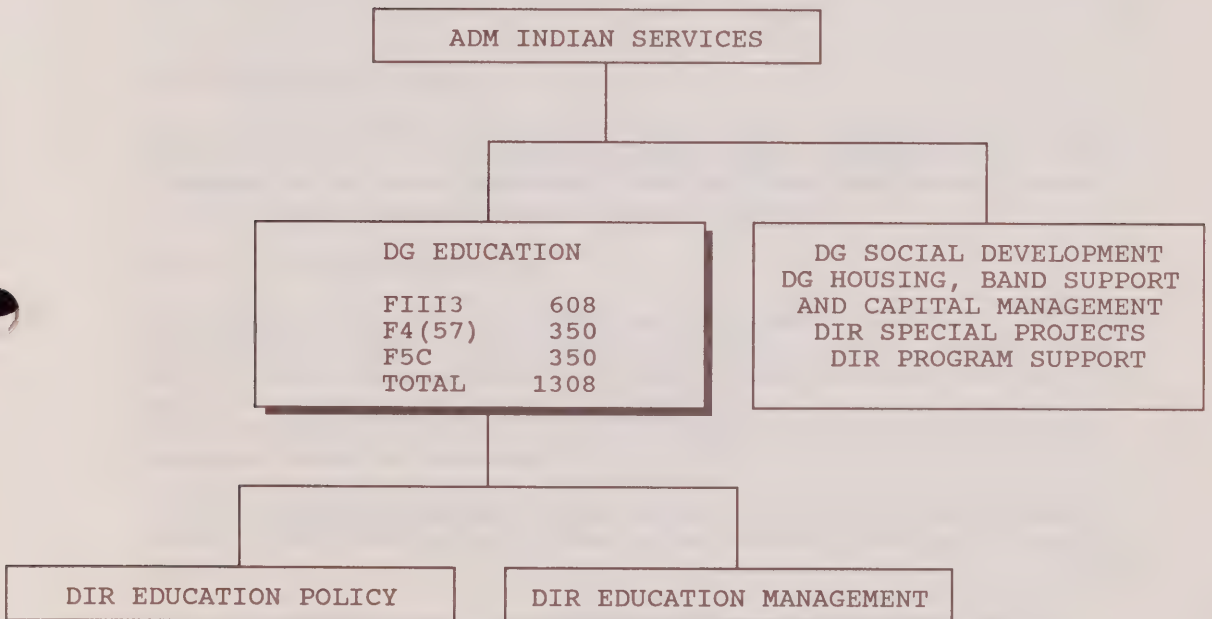 ADM INDIAN SERVICES
DG EDUCATION
FIII3 608
F4(57) 350
F5C 350
TOTAL 1308
DG SOCIAL DEVELOPMENT
DG HOUSING, BAND SUPPORT
AND CAPITAL MANAGEMENT
DIR SPECIAL PROJECTS
DIR PROGRAM SUPPORT
DIR EDUCATION POLICY
DIR EDUCATION MANAGEMENT